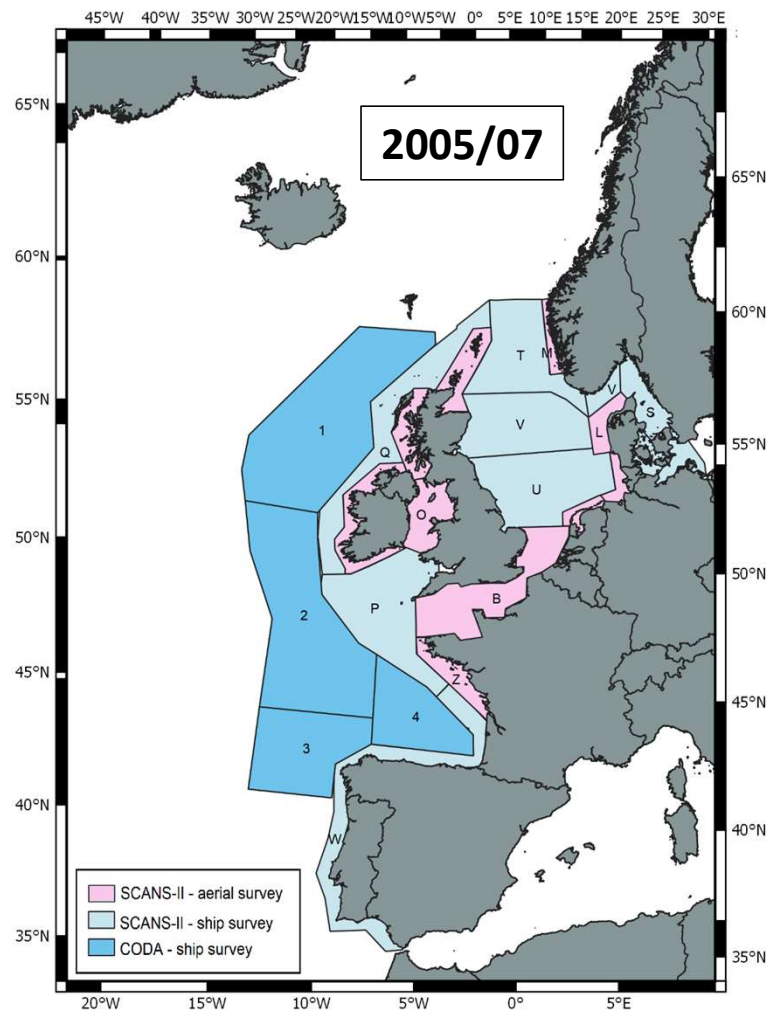 45°W 40°W 35°W 30°W 25°W 20°W 15°W 10°W 5°W 0° 5°E 10°E 15°E 20°E 25°E 30°E
65°N
2005/07
65°N
60°N
60°N
T
M
55°N
V
S
1
V
L
55°N
Q
U
50°N
O
50°N
B
P
2
45°N
Z
45°N
4
3
40°N
40°N
W
SCANS-II - aerial survey
SCANS-II - ship survey
CODA - ship survey
35°N
35°N
20°W 15°W 10°W 5°W 0° 5°E